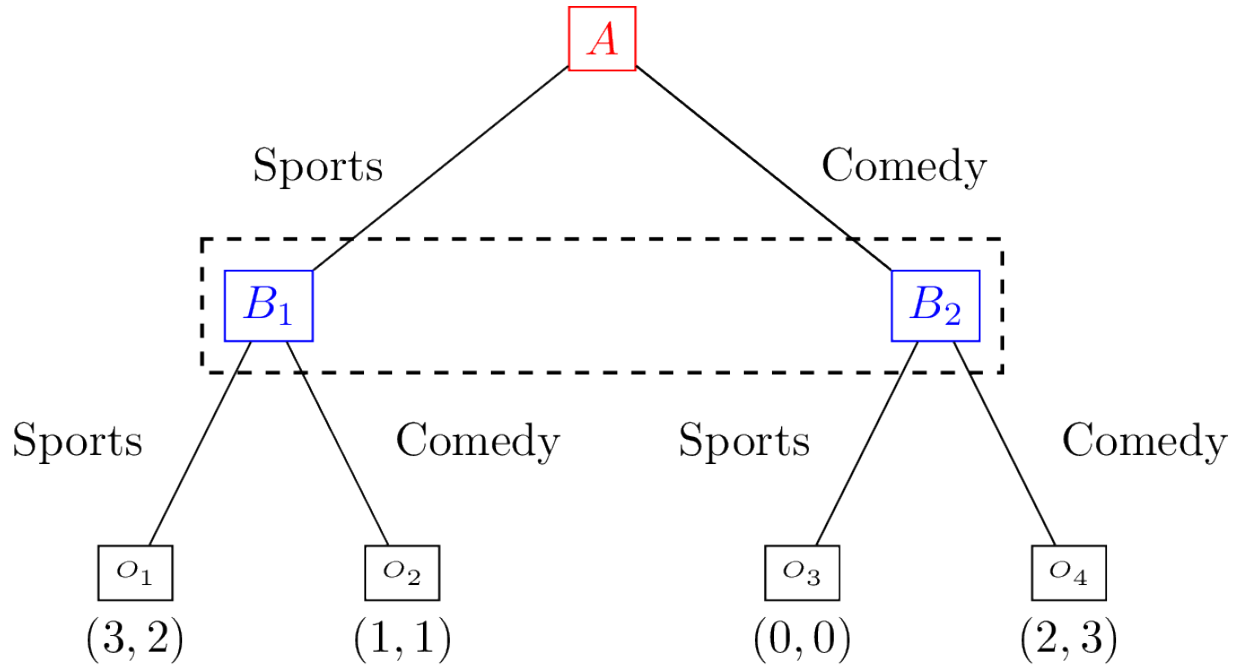 A
Sports Comedy
B₁ B₂
Sports Comedy Sports Comedy
o₁ o₂ o₃ o₄
(3, 2) (1, 1) (0, 0) (2, 3)